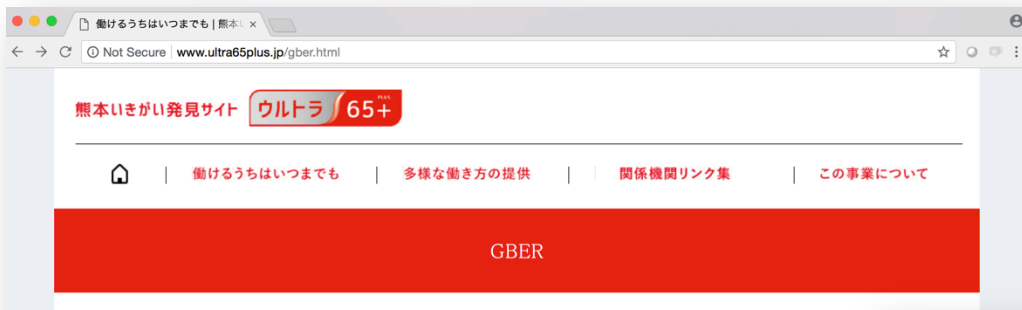 働けるうちはいつまでも | 熊本
Not Secure | www.ultra65plus.jp/gber.html
熊本いきがい発見サイト ウルトラ 65+ PLUS
働けるうちはいつまでも | 多様な働き方の提供 | 関係機関リンク集 | この事業について
GBER